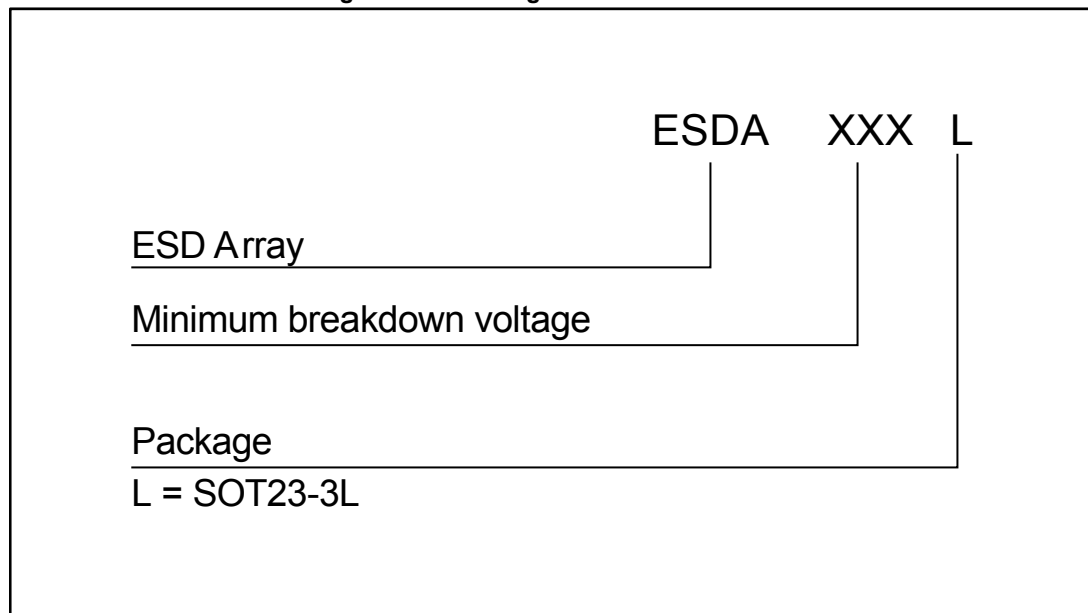 ESDA XXX L
ESD Array
Minimum breakdown voltage
Package
L = SOT23-3L